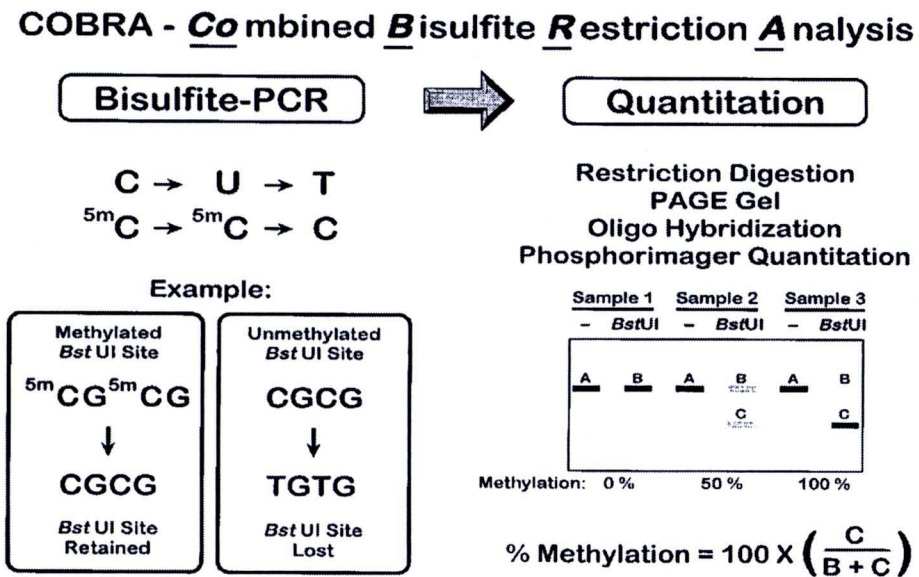 COBRA - Combined Bisulfite Restriction Analysis
Bisulfite-PCR
C → U → T
5mC → 5mC → C
Example:
Methylated
Bst UI Site
5mCG5mCG
↓
CGCG
Bst UI Site
Retained
Unmethylated
Bst UI Site
CGCG
↓
TGTG
Bst UI Site
Lost
Quantitation
Restriction Digestion
PAGE Gel
Oligo Hybridization
Phosphorimager Quantitation
Sample 1 Sample 2 Sample 3
– BstUI – BstUI – BstUI
A B A B A B
C C
Methylation: 0 % 50 % 100 %
% Methylation = 100 X ( C / B + C )